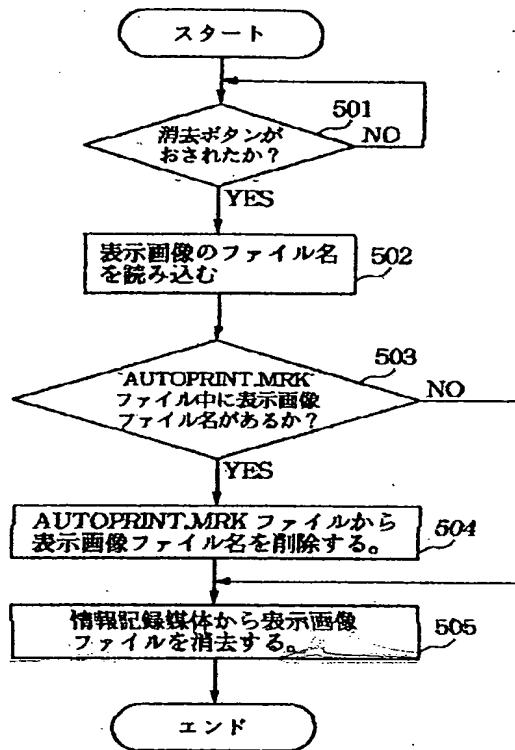 スタート
501
消去ボタンが
おされたか？
NO
YES
表示画像のファイル名
を読み込む
502
503
AUTOPRINT.MRK
ファイル中に表示画像
ファイル名があるか？
NO
YES
AUTOPRINT.MRK ファイルから
表示画像ファイル名を削除する。
504
情報記録媒体から表示画像
ファイルを消去する。
505
エンド